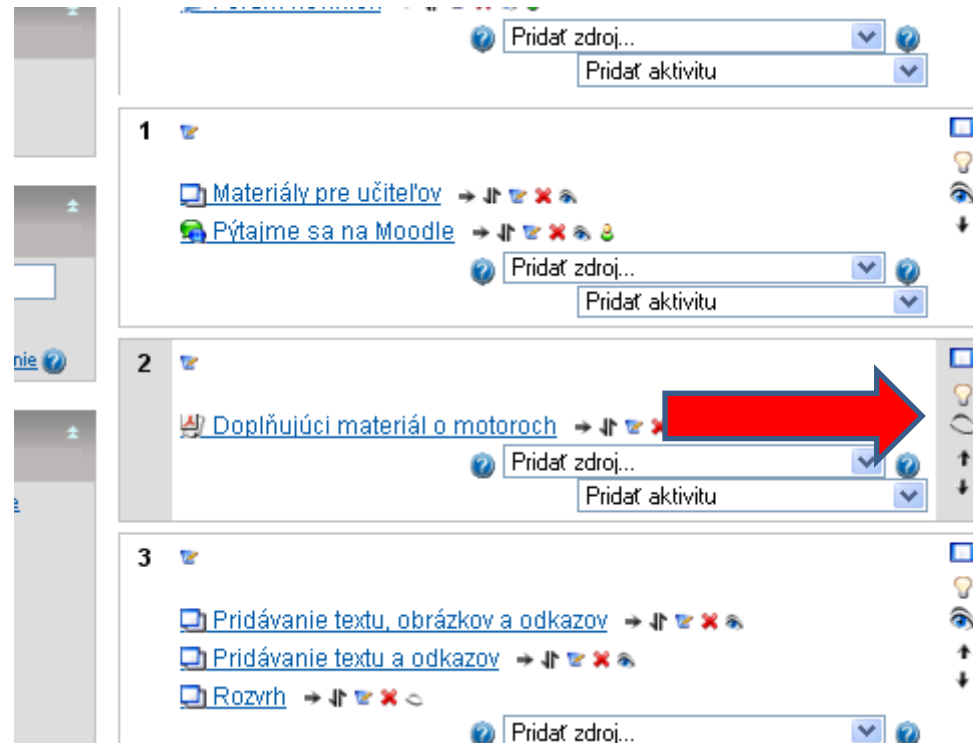 Pridať zdroj...
Pridať aktivitu
1
Materiály pre učiteľov
Pýtajme sa na Moodle
Pridať zdroj...
Pridať aktivitu
nie
2
Doplňujúci materiál o motoroch
Pridať zdroj...
Pridať aktivitu
3
Pridávanie textu, obrázkov a odkazov
Pridávanie textu a odkazov
Rozvrh
Pridať zdroj...